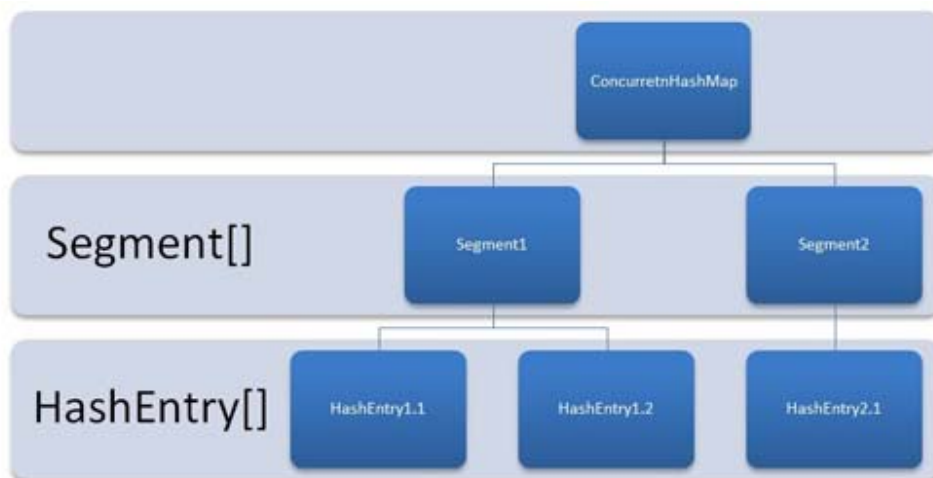 ConcurretnHashMap
Segment[]
Segment1
Segment2
HashEntry[]
HashEntry1.1
HashEntry1.2
HashEntry2.1